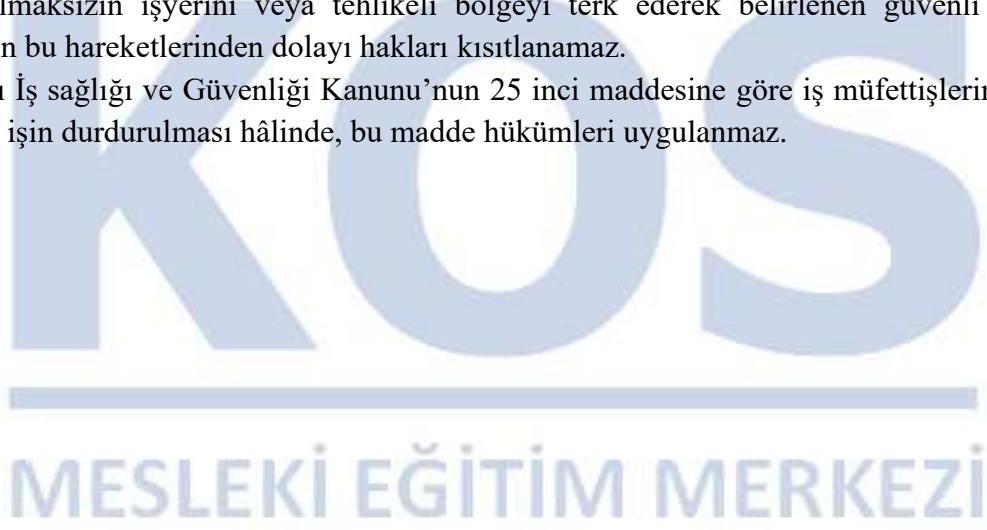 lmaksızın işyerini veya tehlikeli bölgeyi terk ederek belirlenen güvenli
n bu hareketlerinden dolayı hakları kısıtlanamaz.
ı İş sağlığı ve Güvenliği Kanunu’nun 25 inci maddesine göre iş müfettişlerin
işin durdurulması hâlinde, bu madde hükümleri uygulanmaz.
KOS
MESLEKİ EĞİTİM MERKEZİ